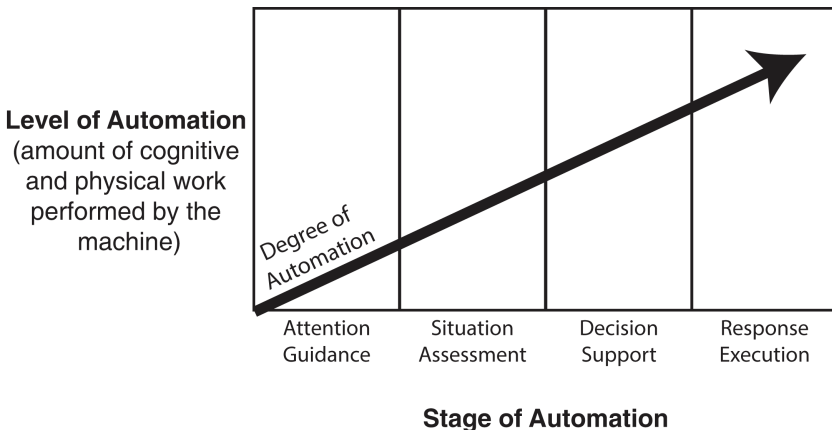 Level of Automation
(amount of cognitive
and physical work
performed by the
machine)
Degree of
Automation
Attention
Guidance
Situation
Assessment
Decision
Support
Response
Execution
Stage of Automation